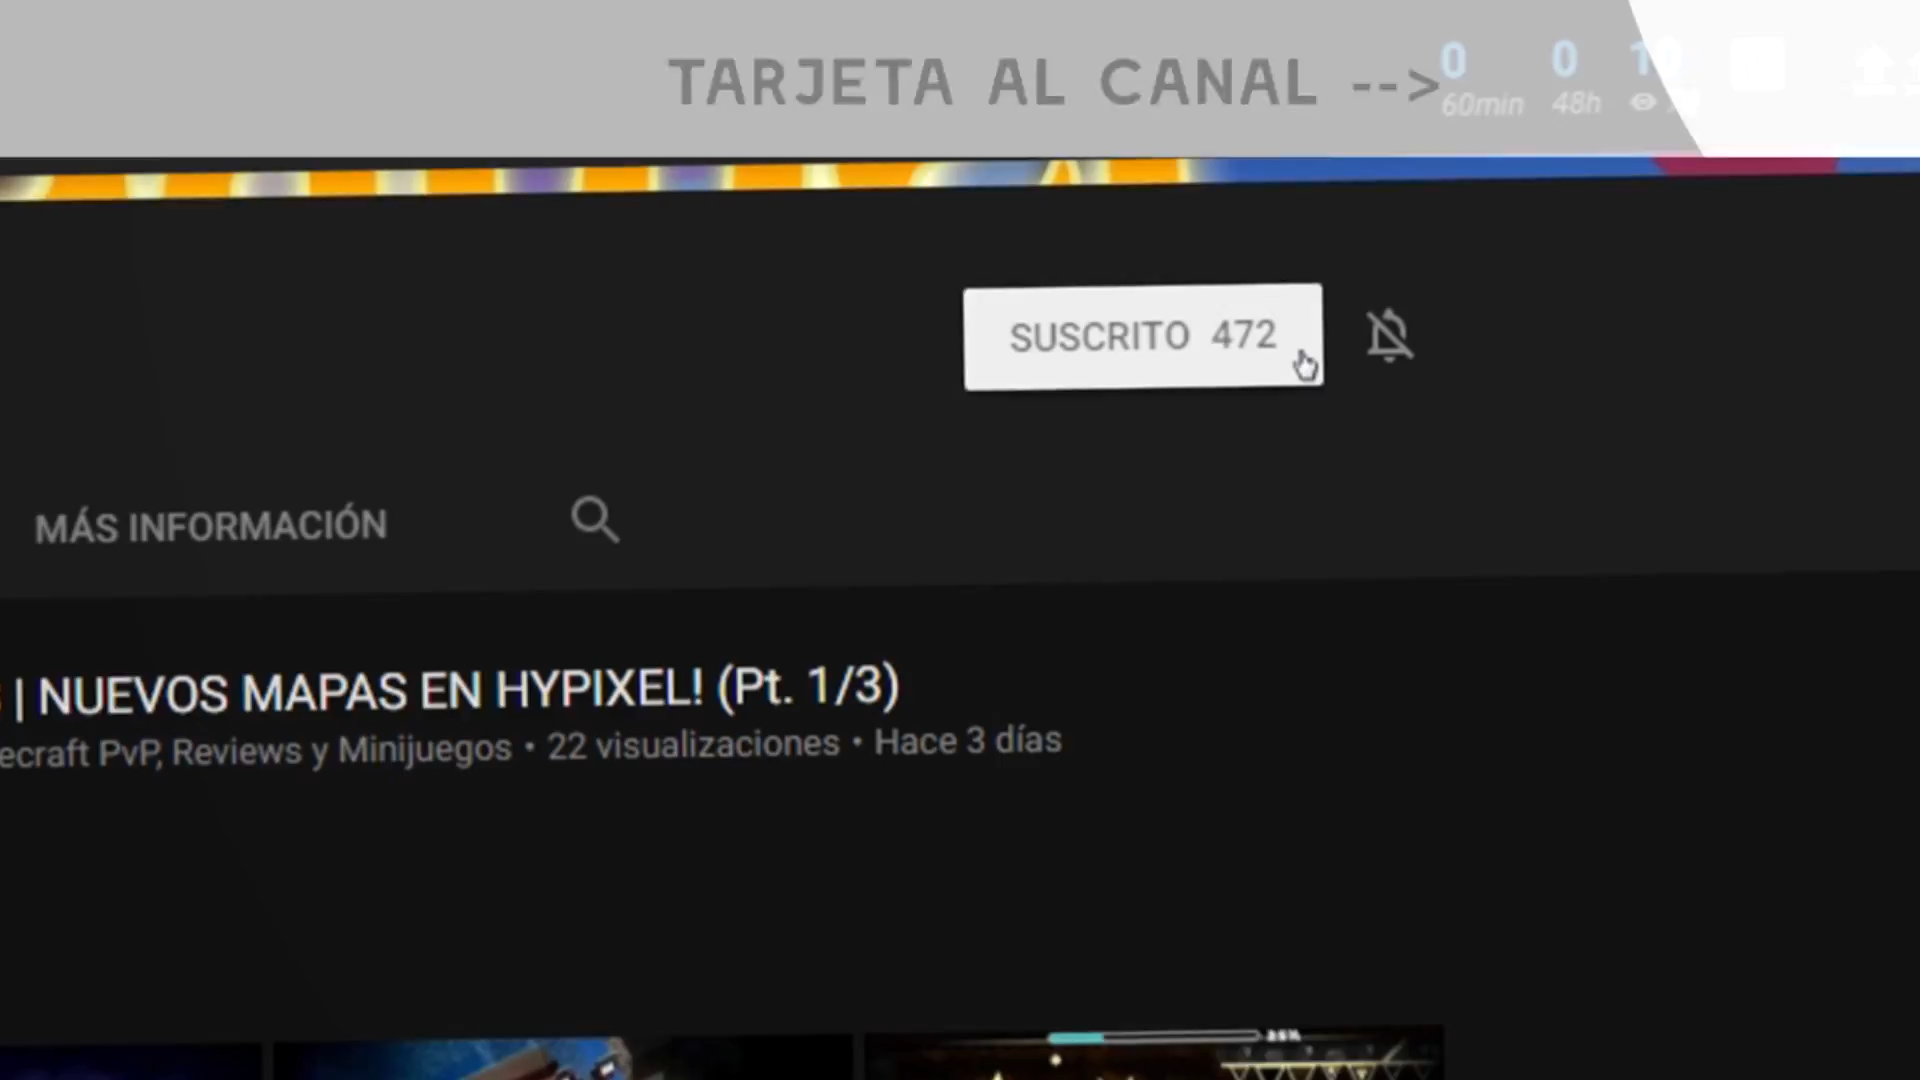 TARJETA AL CANAL -->
0 0
60min 48h
SUSCRITO 472
MÁS INFORMACIÓN
| NUEVOS MAPAS EN HYPIXEL! (Pt. 1/3)
ecraft PvP, Reviews y Minijuegos • 22 visualizaciones • Hace 3 días